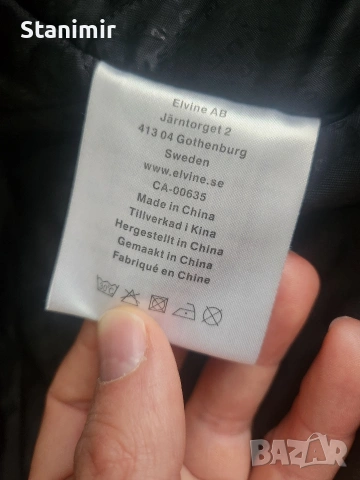 Stanimir
Elvine AB
Järntorget 2
413 04 Gothenburg
Sweden
www.elvine.se
CA-00635
Made in China
Tillverkad i Kina
Hergestellt in China
Gemaakt in China
Fabriqué en Chine
BAZAR